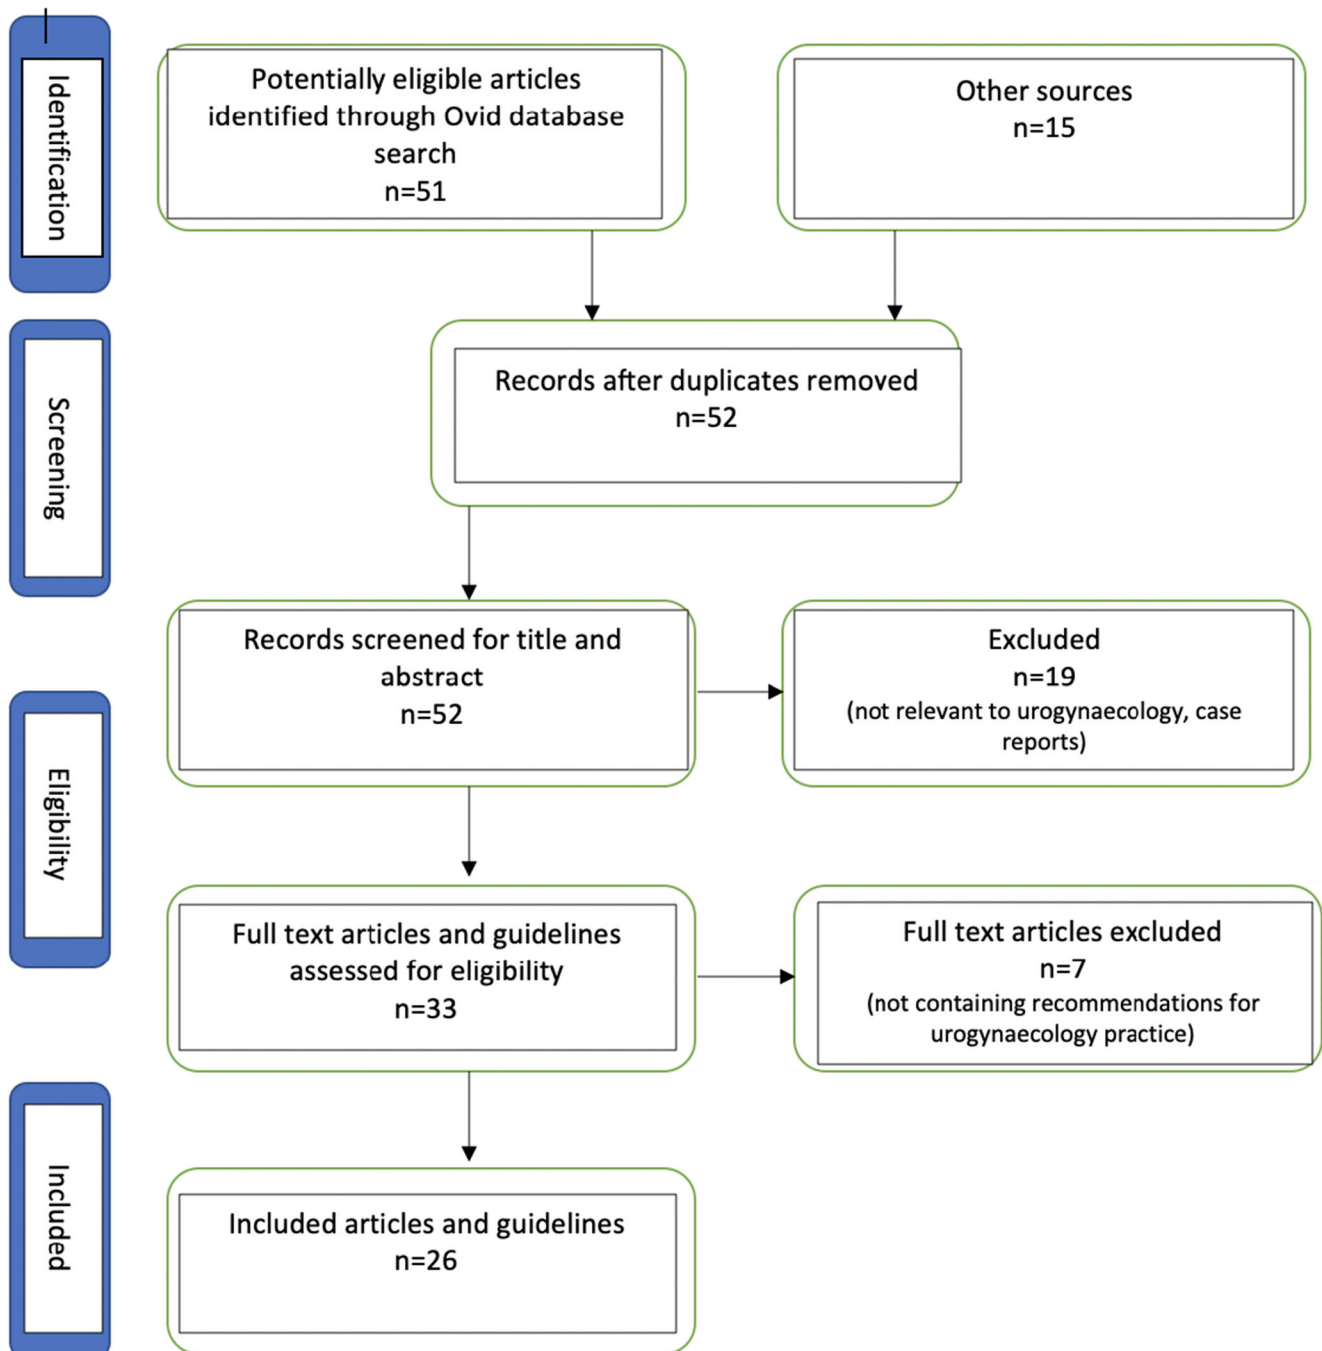 Identification
Potentially eligible articles
identified through Ovid database
search
n=51
Other sources
n=15
Screening
Records after duplicates removed
n=52
Records screened for title and
abstract
n=52
Excluded
n=19
(not relevant to urogynaecology, case
reports)
Eligibility
Full text articles and guidelines
assessed for eligibility
n=33
Full text articles excluded
n=7
(not containing recommendations for
urogynaecology practice)
Included
Included articles and guidelines
n=26